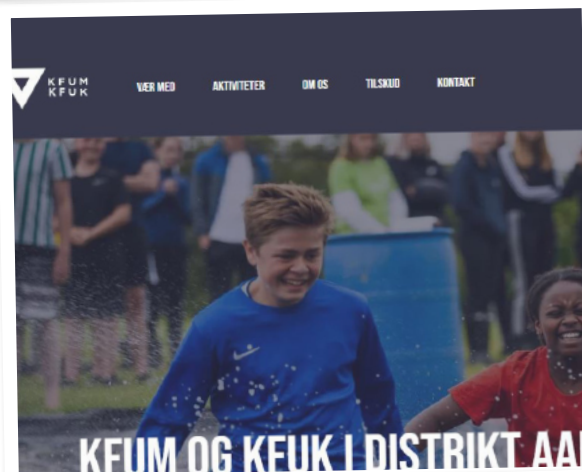 KFUM
KFUK
VÆR MED
AKTIVITETER
OM OS
TILSKUD
KONTAKT
KFUM OG KFUK I DISTRIKT